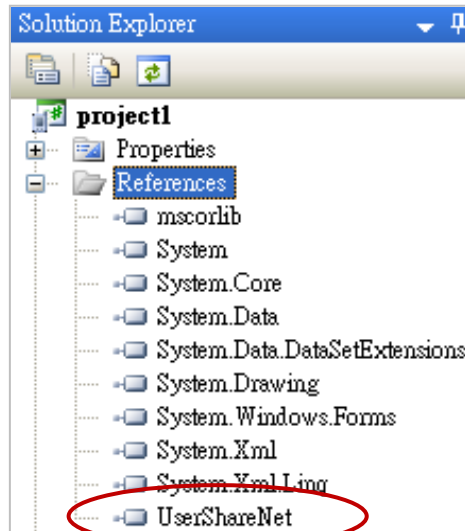 Solution Explorer
project1
Properties
References
mscorlib
System
System.Core
System.Data
System.Data.DataSetExtensions
System.Drawing
System.Windows.Forms
System.Xml
System.Xml.Linq
UserShareNet